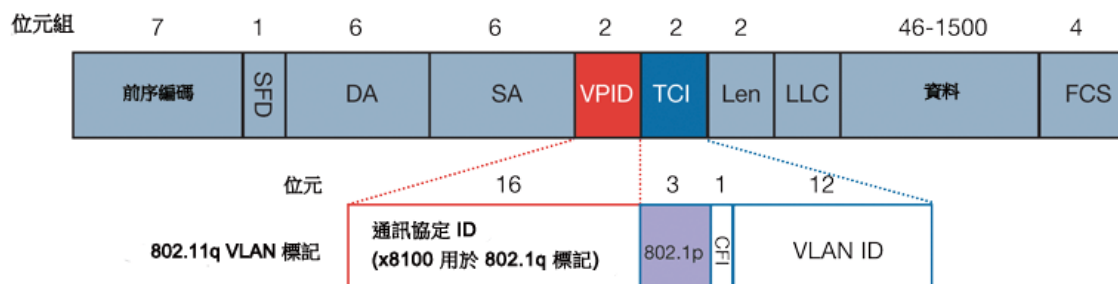 位元組 7 1 6 6 2 2 2 46-1500 4
前序編碼 SFD DA SA VPID TCI Len LLC 資料 FCS
位元 16 3 1 12
802.11q VLAN 標記
通訊協定 ID
(x8100 用於 802.1q 標記)
802.1p CFI VLAN ID